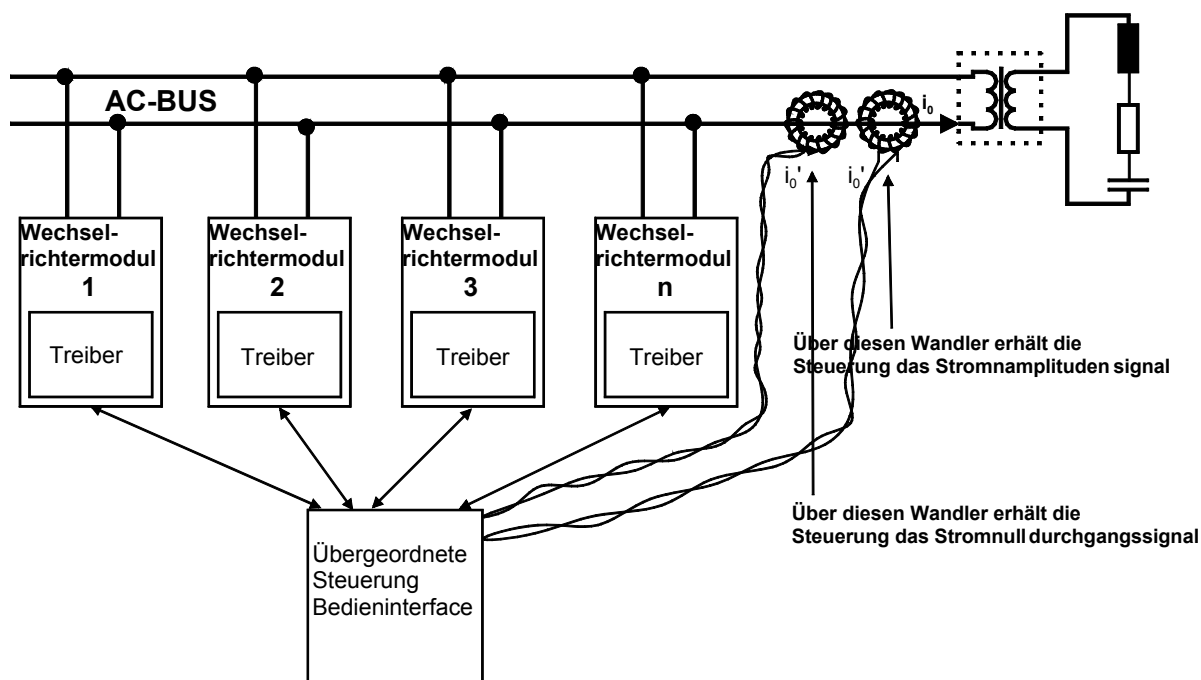 AC-BUS
i₀
i₀'
i₀'
Wechsel-
richtermodul
1
Treiber
Wechsel-
richtermodul
2
Treiber
Wechsel-
richtermodul
3
Treiber
Wechsel-
richtermodul
n
Treiber
Über diesen Wandler erhält die
Steuerung das Stromnamplituden signal
Über diesen Wandler erhält die
Steuerung das Stromnull durchgangssignal
Übergeordnete
Steuerung
Bedieninterface